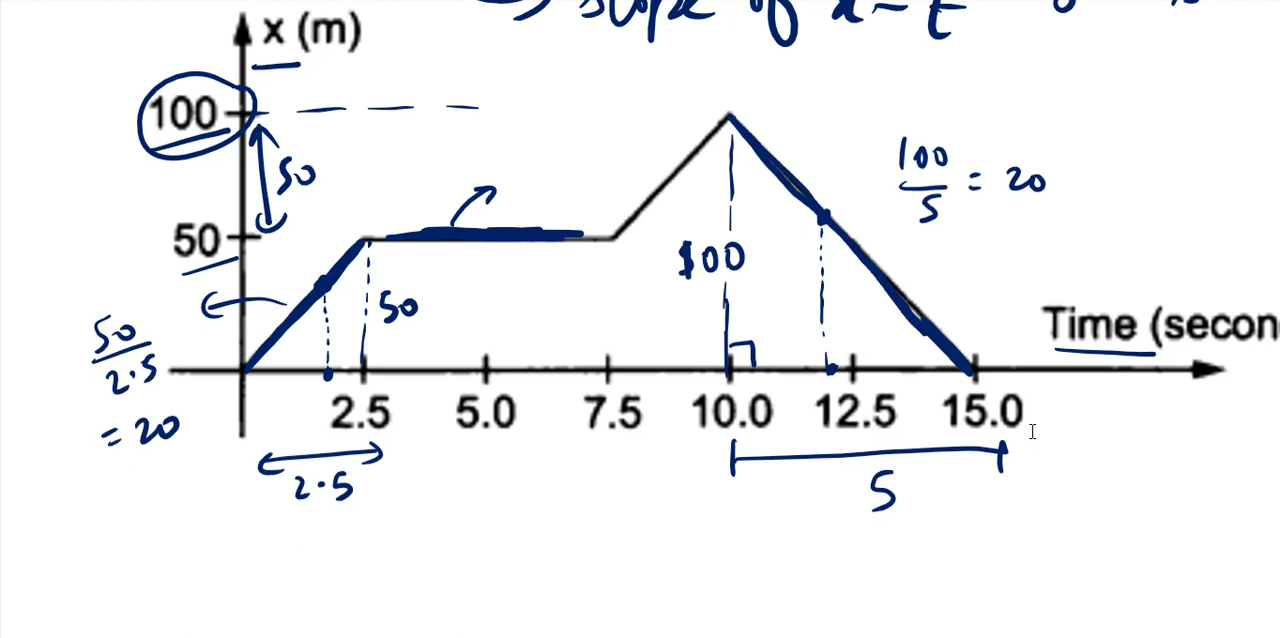 → slope of x-t
x (m)
100
50
50
50
100
100/5 = 20
50/2.5
= 20
Time (secon
2.5 5.0 7.5 10.0 12.5 15.0
2.5
5